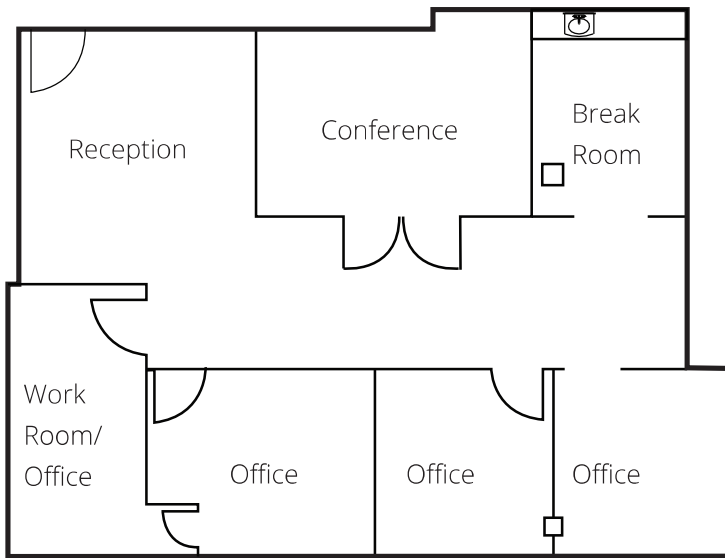 Reception
Conference
Break
Room
Work
Room/
Office
Office
Office
Office